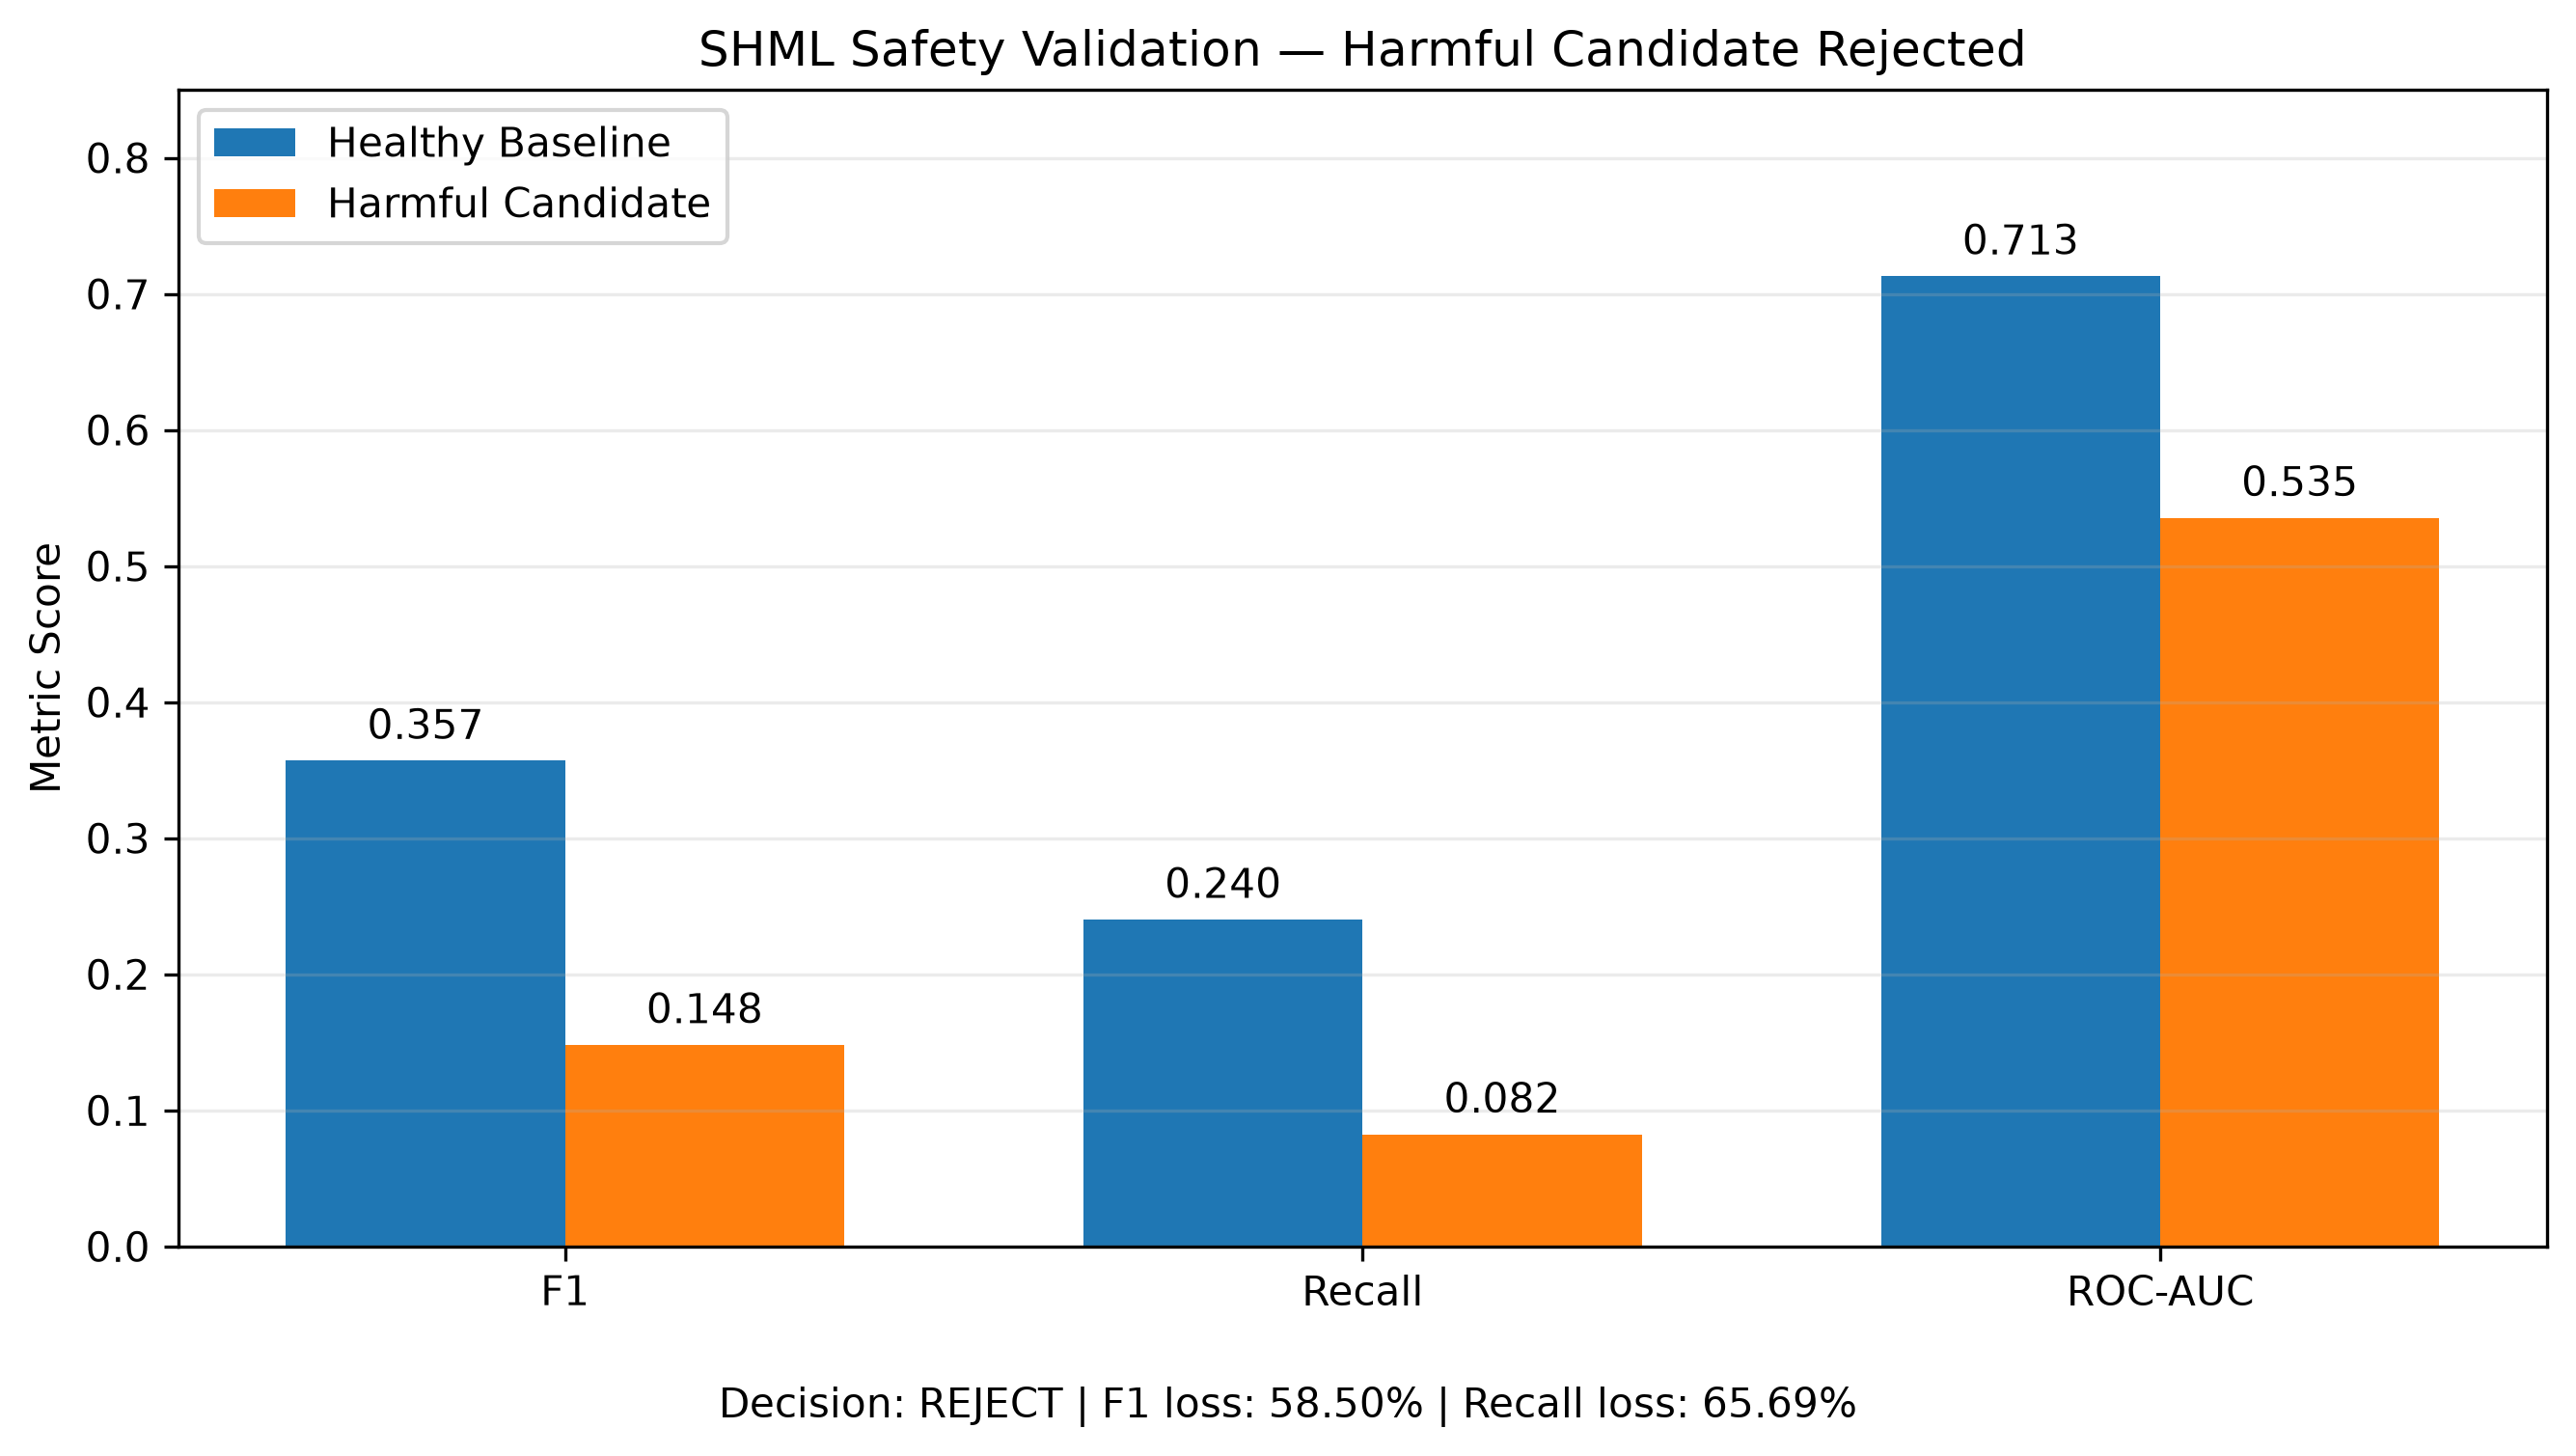 SHML Safety Validation — Harmful Candidate Rejected
Healthy Baseline
Harmful Candidate
Metric Score
0.8
0.7
0.6
0.5
0.4
0.3
0.2
0.1
0.0
0.357
0.148
0.240
0.082
0.713
0.535
F1
Recall
ROC-AUC
Decision: REJECT | F1 loss: 58.50% | Recall loss: 65.69%